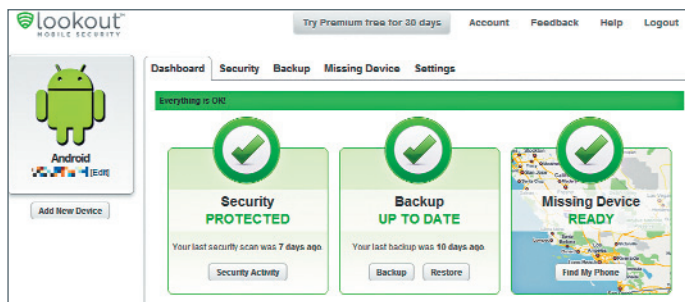 lookout™
MOBILE SECURITY
Try Premium free for 30 days
Account Feedback Help Logout
Dashboard Security Backup Missing Device Settings
Everything is OK!
Android
[Edit]
Add New Device
Security
PROTECTED
Your last security scan was 7 days ago.
Security Activity
Backup
UP TO DATE
Your last backup was 10 days ago.
Backup Restore
Missing Device
READY
Find My Phone